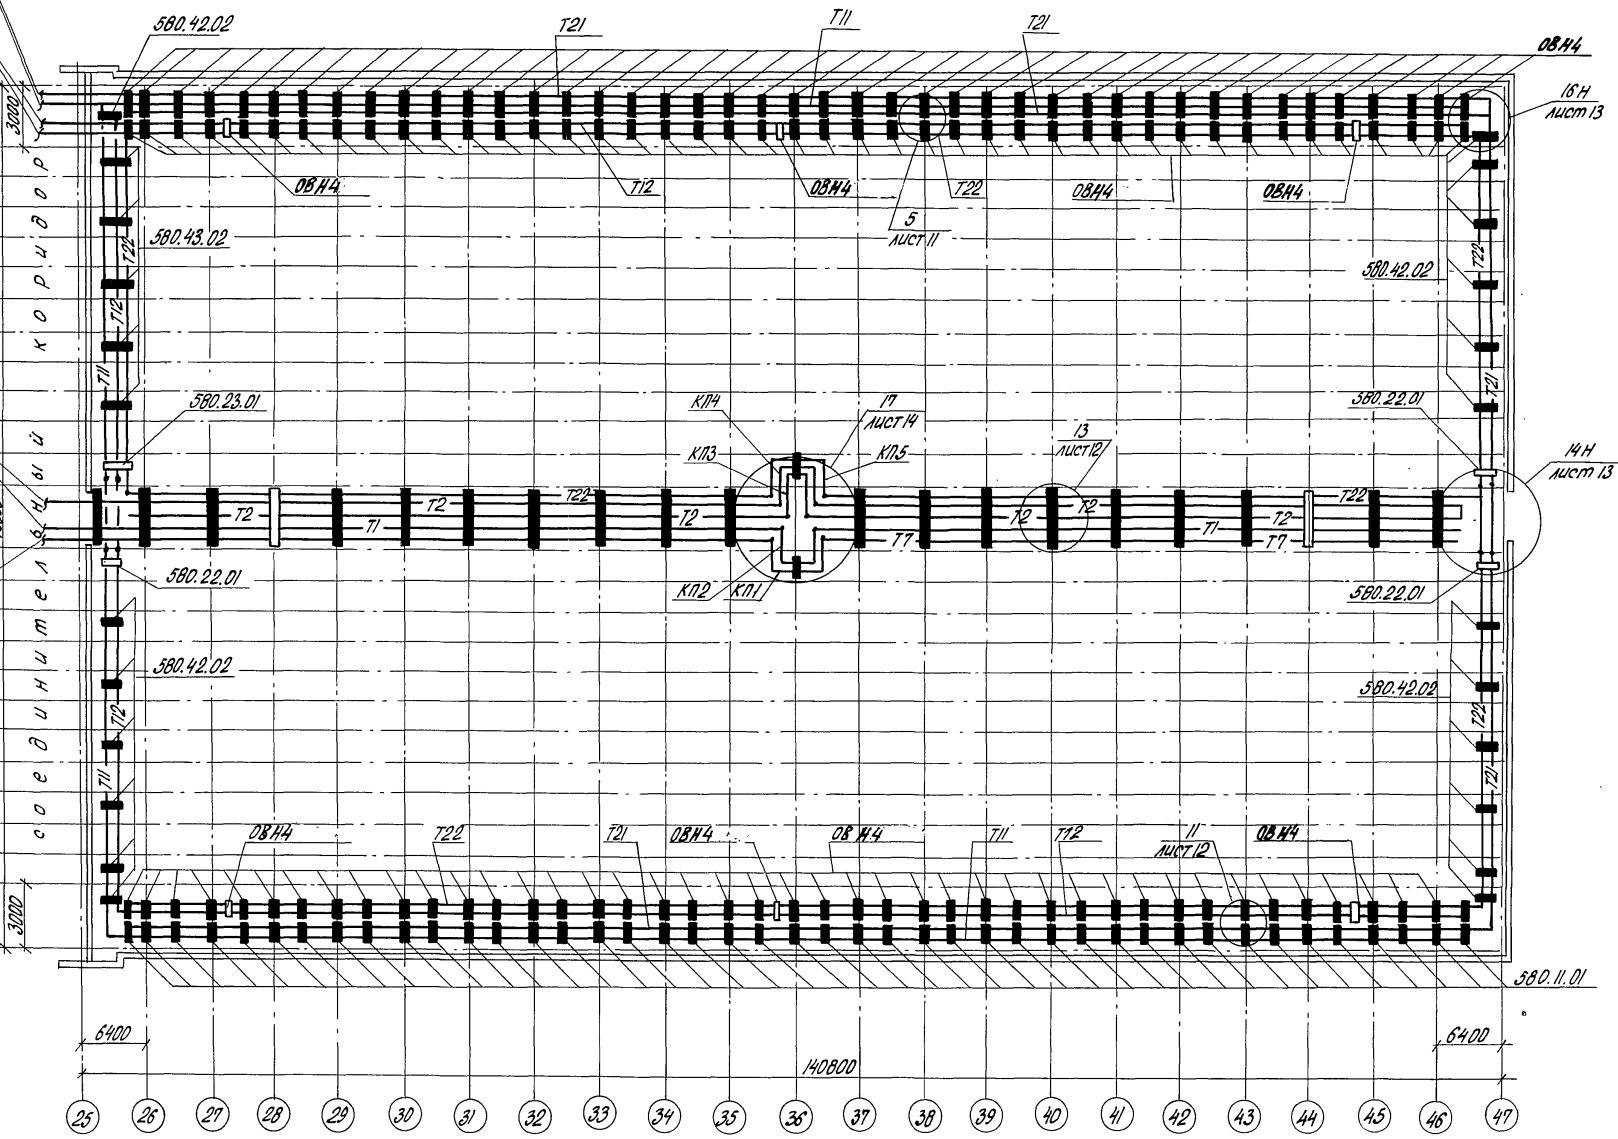 580.42.02
Т21
Т11
Т21
ОВН4
16Н
лист 13
3000
ОВН4
Т12
ОВН4
Т22
ОВН4
ОВН4
5
лист 11
580.43.02
Т22
Т12
Т11
580.42.02
Т22
Т21
соединительный коридор
580.23.01
КП4
17
лист 14
КП3
КП5
13
лист 12
580.22.01
14Н
лист 13
Т2
Т1
Т2
Т22
Т2
Т7
Т2
Т2
Т1
Т22
Т2
Т7
580.22.01
КП2
КП1
580.22.01
580.42.02
Т12
Т11
580.42.02
Т22
Т21
ОВН4
Т22
Т21
ОВН4
ОВН4
Т11
Т12
11
лист 12
ОВН4
3000
580.11.01
6400
6400
140800
25 26 27 28 29 30 31 32 33 34 35 36 37 38 39 40 41 42 43 44 45 46 47